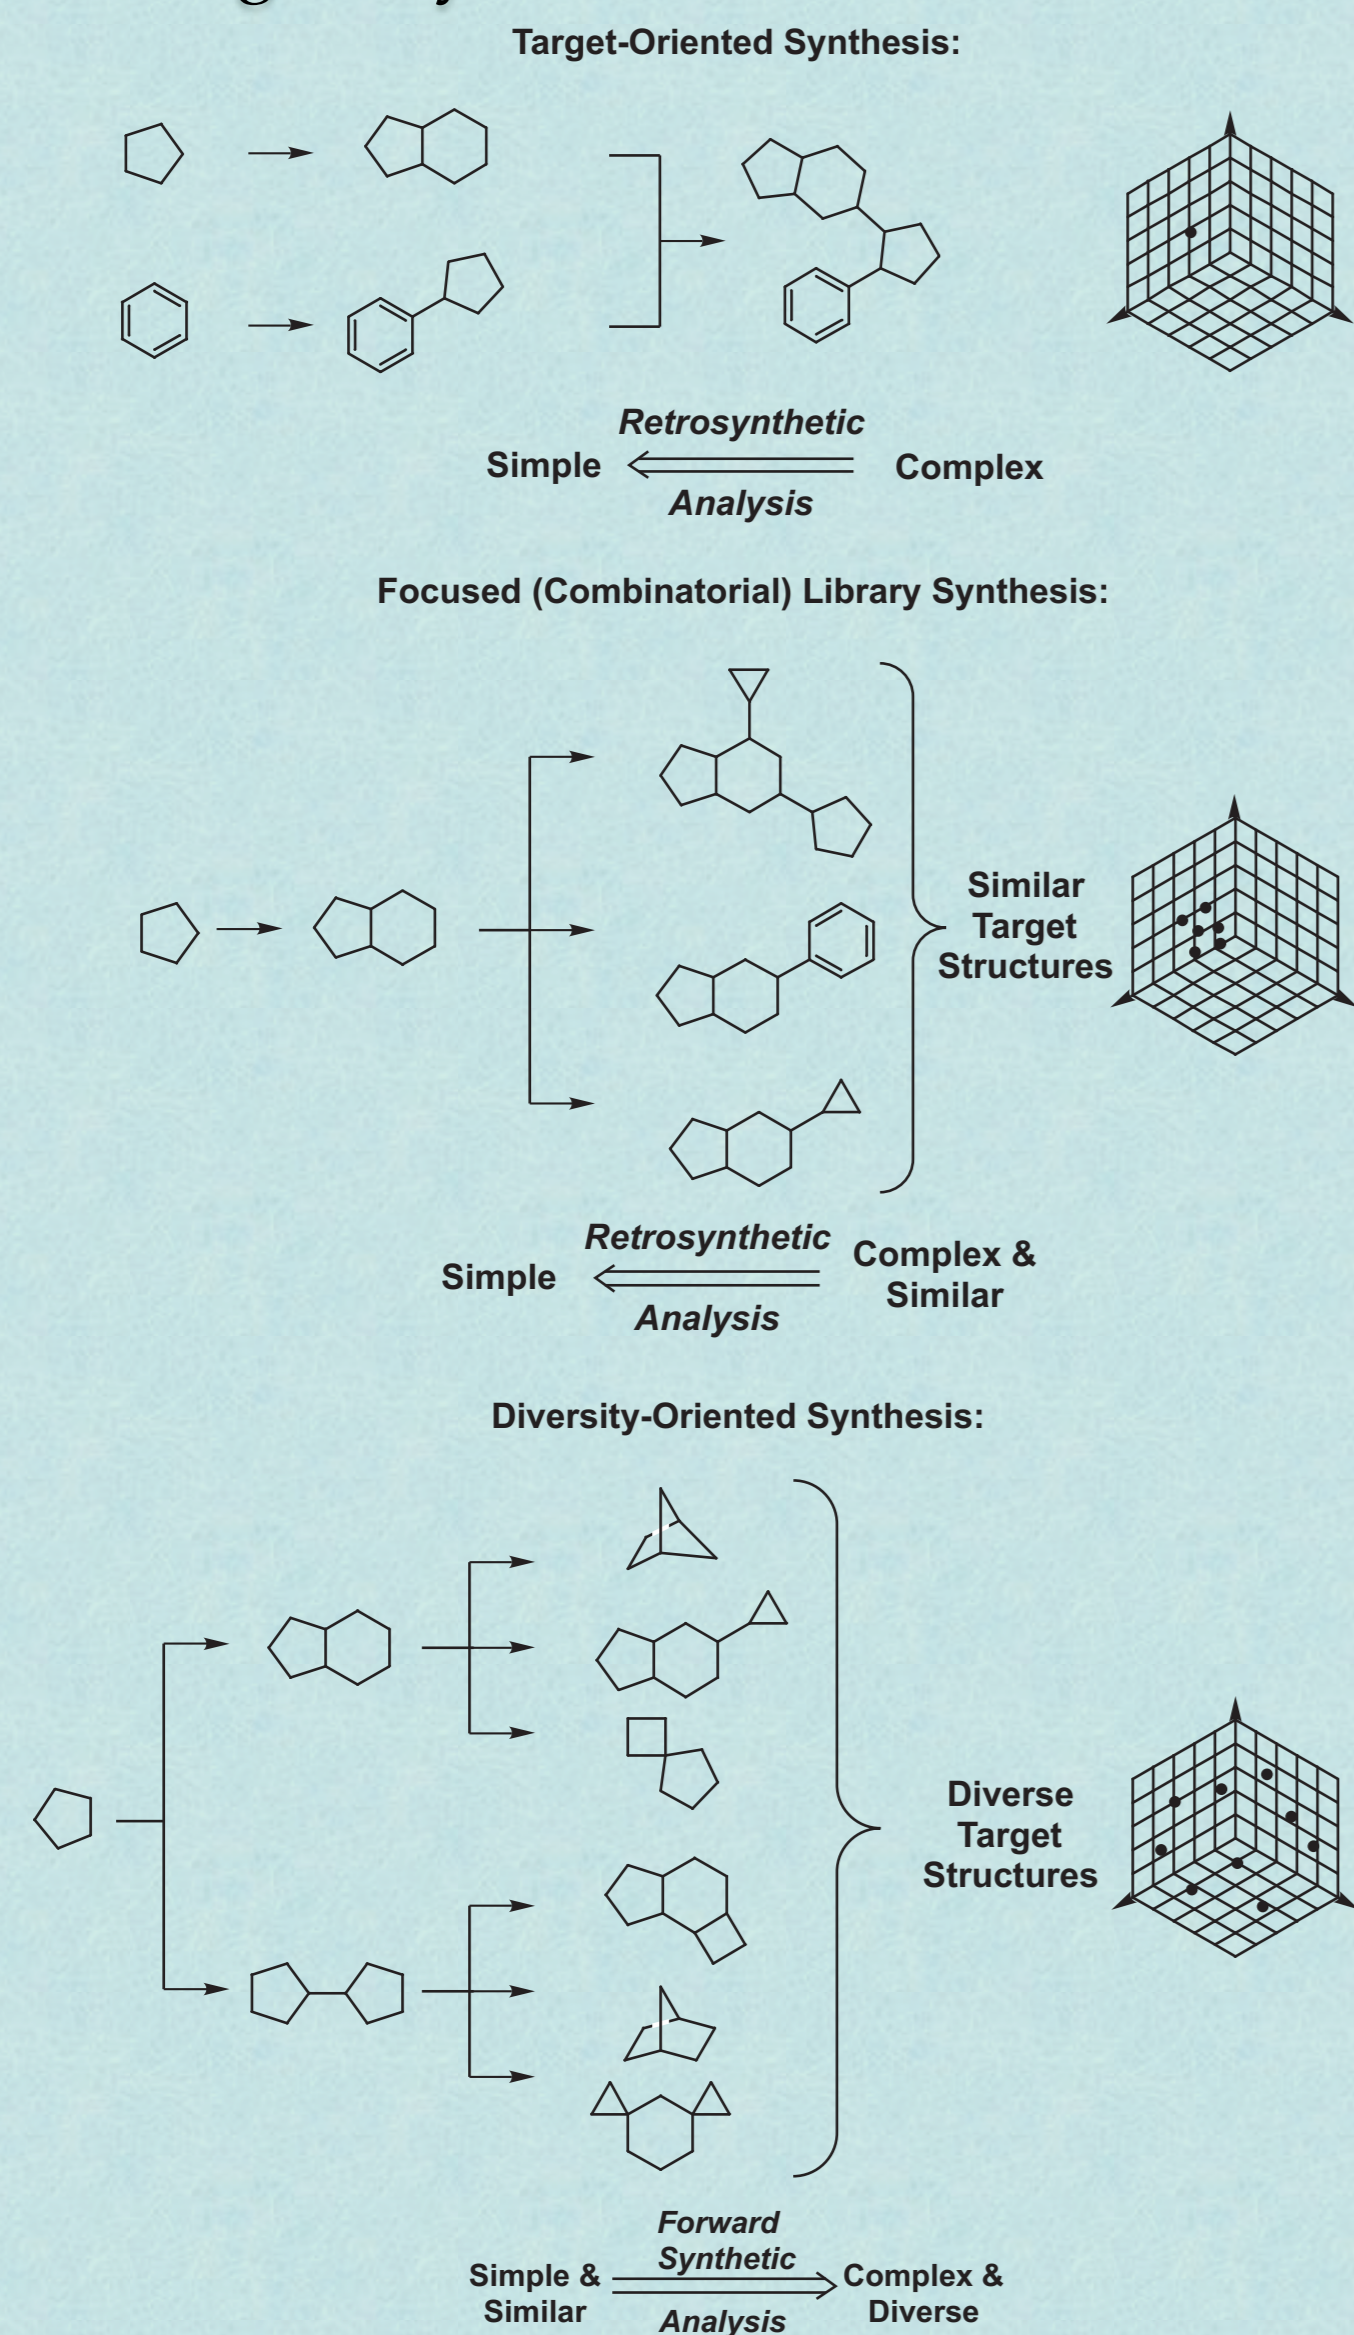 Target-Oriented Synthesis:
Retrosynthetic
Simple
Complex
Analysis
Focused (Combinatorial) Library Synthesis:
Similar
Target
Structures
Retrosynthetic
Simple
Complex &
Similar
Analysis
Diversity-Oriented Synthesis:
Diverse
Target
Structures
Forward
Synthetic
Simple &
Similar
Complex &
Diverse
Analysis